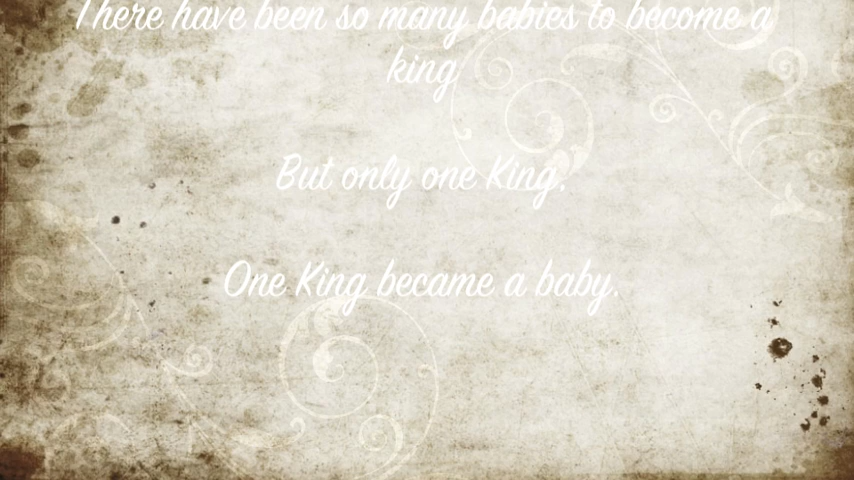 There have been so many babies to become a
king
But only one King.
One King became a baby.